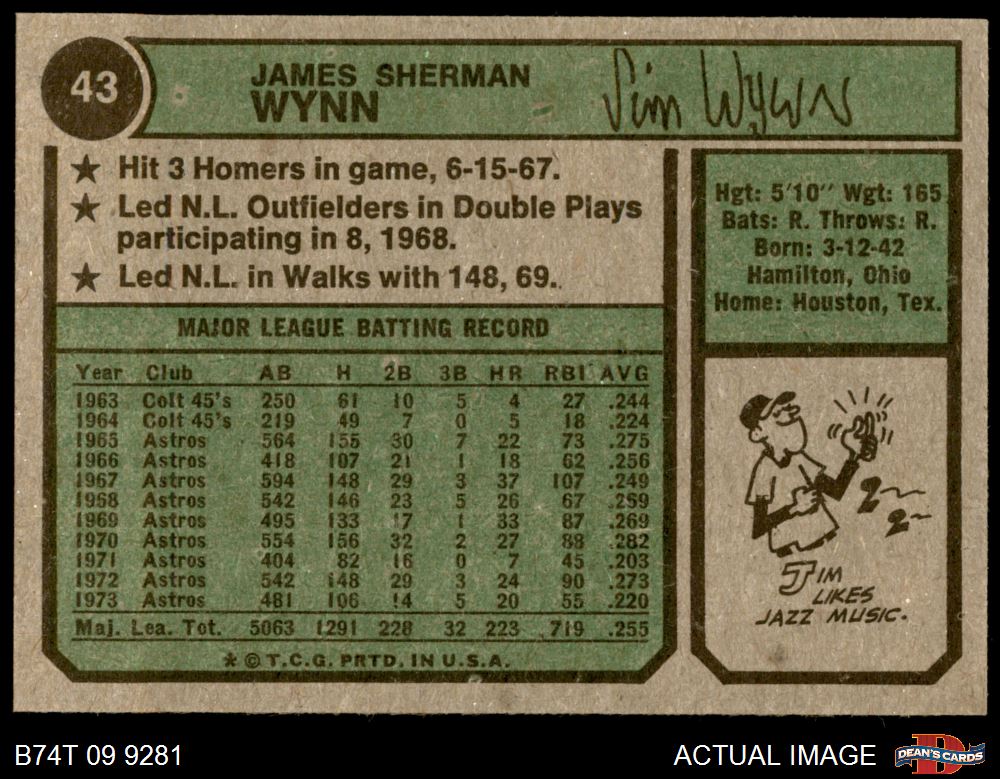 43
JAMES SHERMAN
WYNN
Jim Wynn
★ Hit 3 Homers in game, 6-15-67.
★ Led N.L. Outfielders in Double Plays
participating in 8, 1968.
★ Led N.L. in Walks with 148, 69.
MAJOR LEAGUE BATTING RECORD
Year Club AB H 2B 3B HR RBI AVG
1963 Colt 45's 250 61 10 5 4 27 .244
1964 Colt 45's 219 49 7 0 5 18 .224
1965 Astros 564 155 30 7 22 73 .275
1966 Astros 418 107 21 1 18 62 .256
1967 Astros 594 148 29 3 37 107 .249
1968 Astros 542 146 23 5 26 67 .269
1969 Astros 495 133 17 1 33 87 .269
1970 Astros 554 156 32 2 27 88 .282
1971 Astros 404 82 16 0 7 45 .203
1972 Astros 542 148 29 3 24 90 .273
1973 Astros 481 106 14 5 20 55 .220
Maj. Lea. Tot. 5063 1291 228 32 223 719 .255
* © T.C.G. PRTD. IN U.S.A.
Hgt: 5'10" Wgt: 165
Bats: R. Throws: R.
Born: 3-12-42
Hamilton, Ohio
Home: Houston, Tex.
JIM
LIKES
JAZZ MUSIC.
B74T 09 9281
ACTUAL IMAGE
DEAN'S CARDS